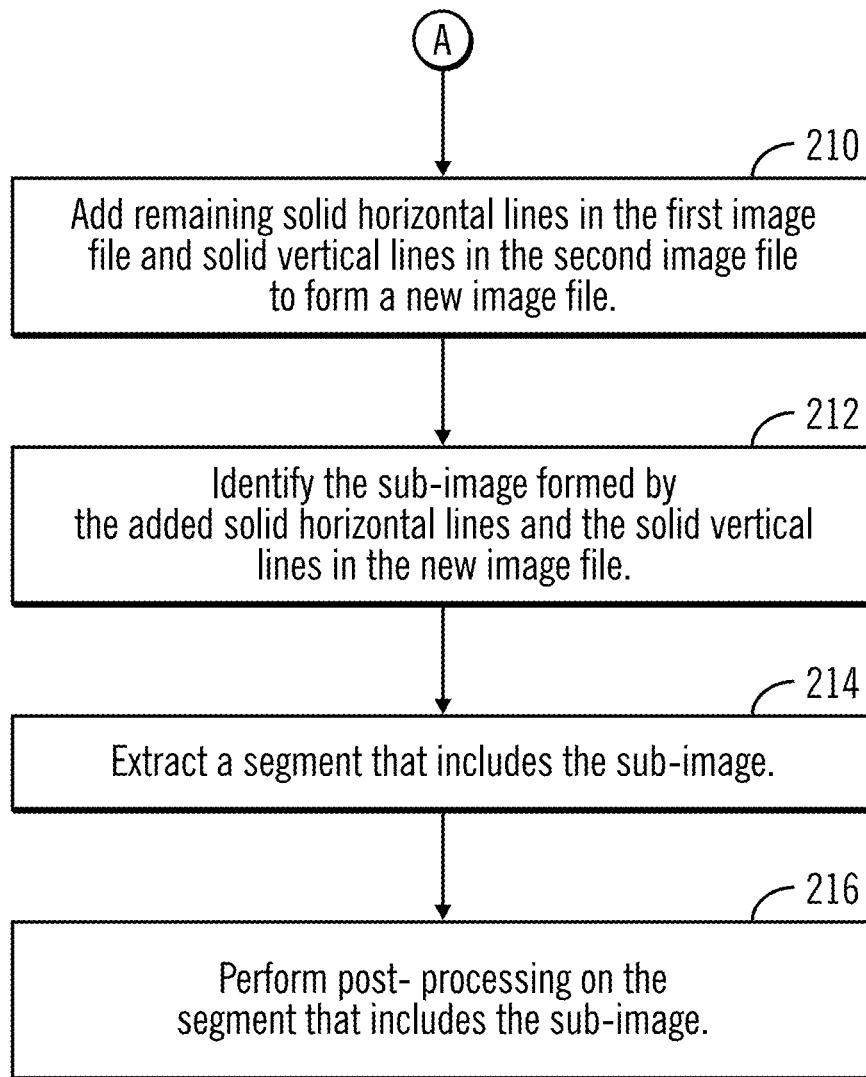 A
210
Add remaining solid horizontal lines in the first image
file and solid vertical lines in the second image file
to form a new image file.
212
Identify the sub-image formed by
the added solid horizontal lines and the solid vertical
lines in the new image file.
214
Extract a segment that includes the sub-image.
216
Perform post- processing on the
segment that includes the sub-image.